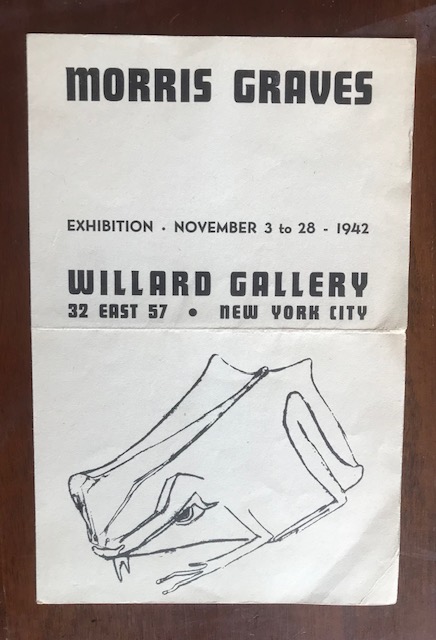 MORRIS GRAVES
EXHIBITION · NOVEMBER 3 to 28 - 1942
WILLARD GALLERY
32 EAST 57 • NEW YORK CITY